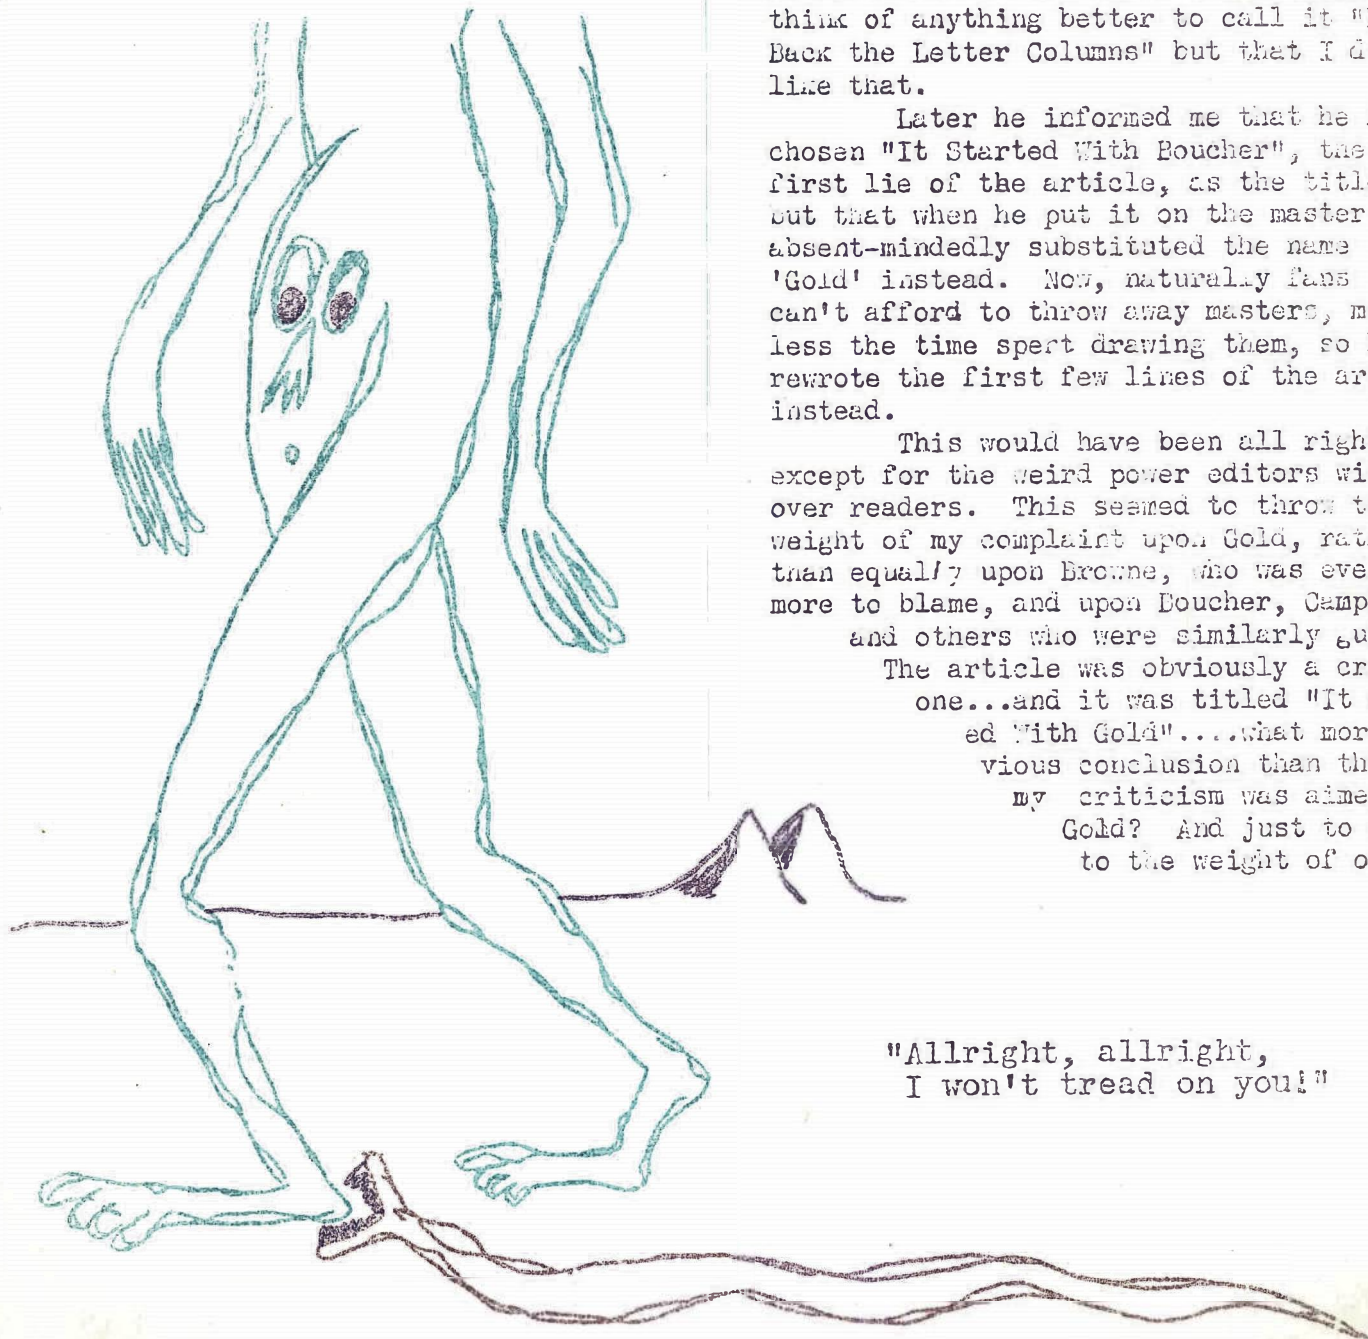 think of anything better to call it "
Back the Letter Columns" but that I d
like that.
Later he informed me that he
chosen "It Started With Boucher", the
first lie of the article, as the titl
but that when he put it on the master
absent-mindedly substituted the name
'Gold' instead. Now, naturally fans
can't afford to throw away masters, m
less the time spent drawing them, so
rewrote the first few lines of the ar
instead.
This would have been all righ
except for the weird power editors wi
over readers. This seemed to throw t
weight of my complaint upon Gold, rat
than equally upon Browne, who was eve
more to blame, and upon Boucher, Camp
and others who were similarly gu
The article was obviously a cr
one...and it was titled "It
ed With Gold"....what mor
vious conclusion than th
my criticism was aime
Gold? And just to
to the weight of o
"Allright, allright,
I won't tread on you!"